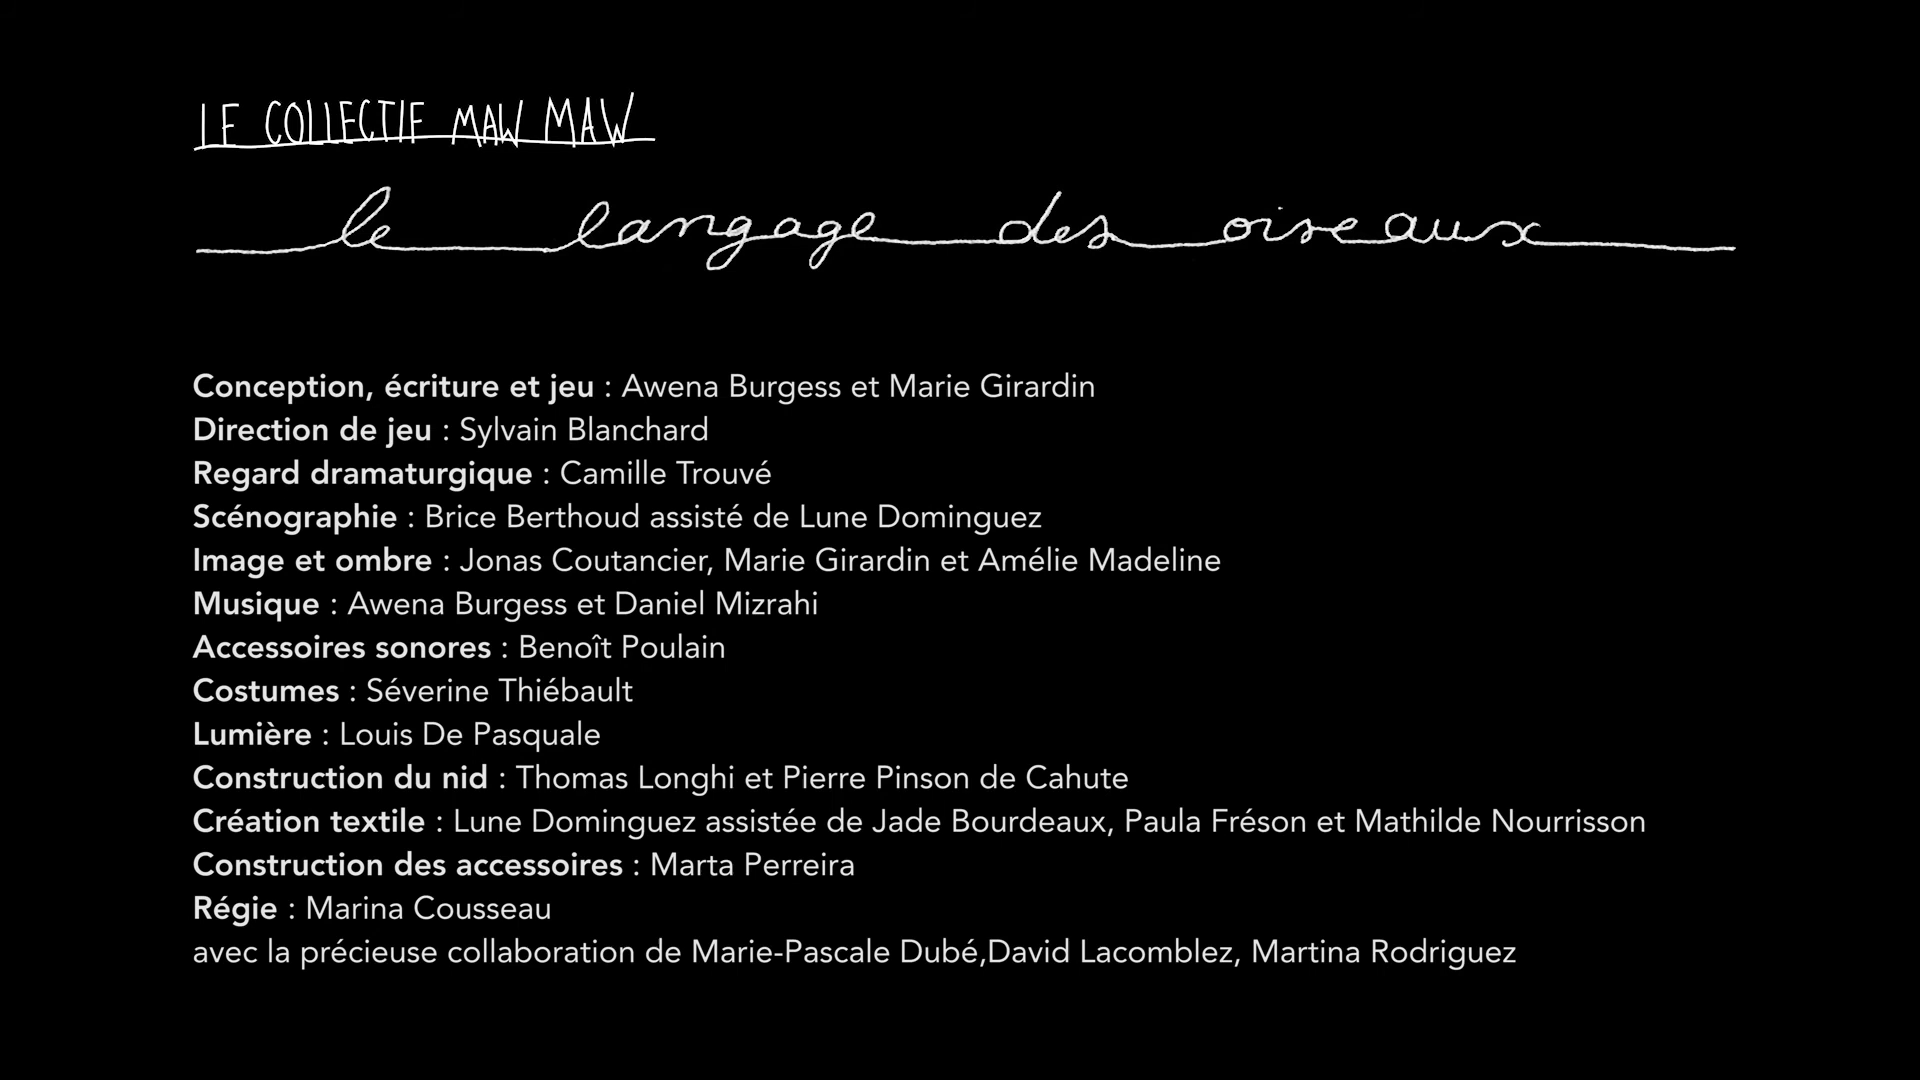 LE COLLECTIF MAW MAW
le langage des oiseaux
Conception, écriture et jeu : Awena Burgess et Marie Girardin
Direction de jeu : Sylvain Blanchard
Regard dramaturgique : Camille Trouvé
Scénographie : Brice Berthoud assisté de Lune Dominguez
Image et ombre : Jonas Coutancier, Marie Girardin et Amélie Madeline
Musique : Awena Burgess et Daniel Mizrahi
Accessoires sonores : Benoît Poulain
Costumes : Séverine Thiébault
Lumière : Louis De Pasquale
Construction du nid : Thomas Longhi et Pierre Pinson de Cahute
Création textile : Lune Dominguez assistée de Jade Bourdeaux, Paula Fréson et Mathilde Nourrisson
Construction des accessoires : Marta Perreira
Régie : Marina Cousseau
avec la précieuse collaboration de Marie-Pascale Dubé,David Lacomblez, Martina Rodriguez